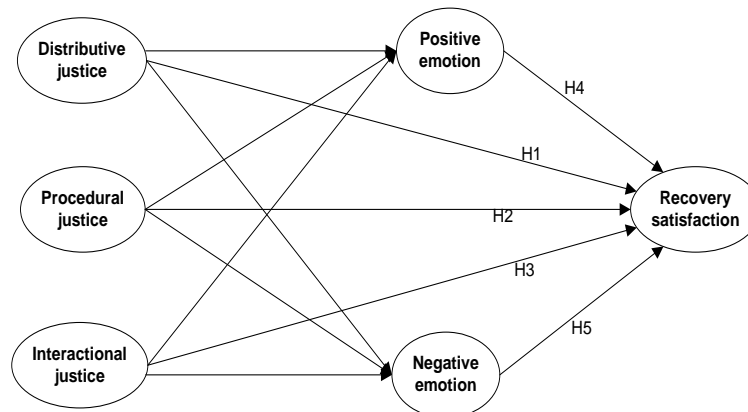 Distributive
justice
Positive
emotion
H4
H1
Procedural
justice
H2
Recovery
satisfaction
H3
H5
Interactional
justice
Negative
emotion